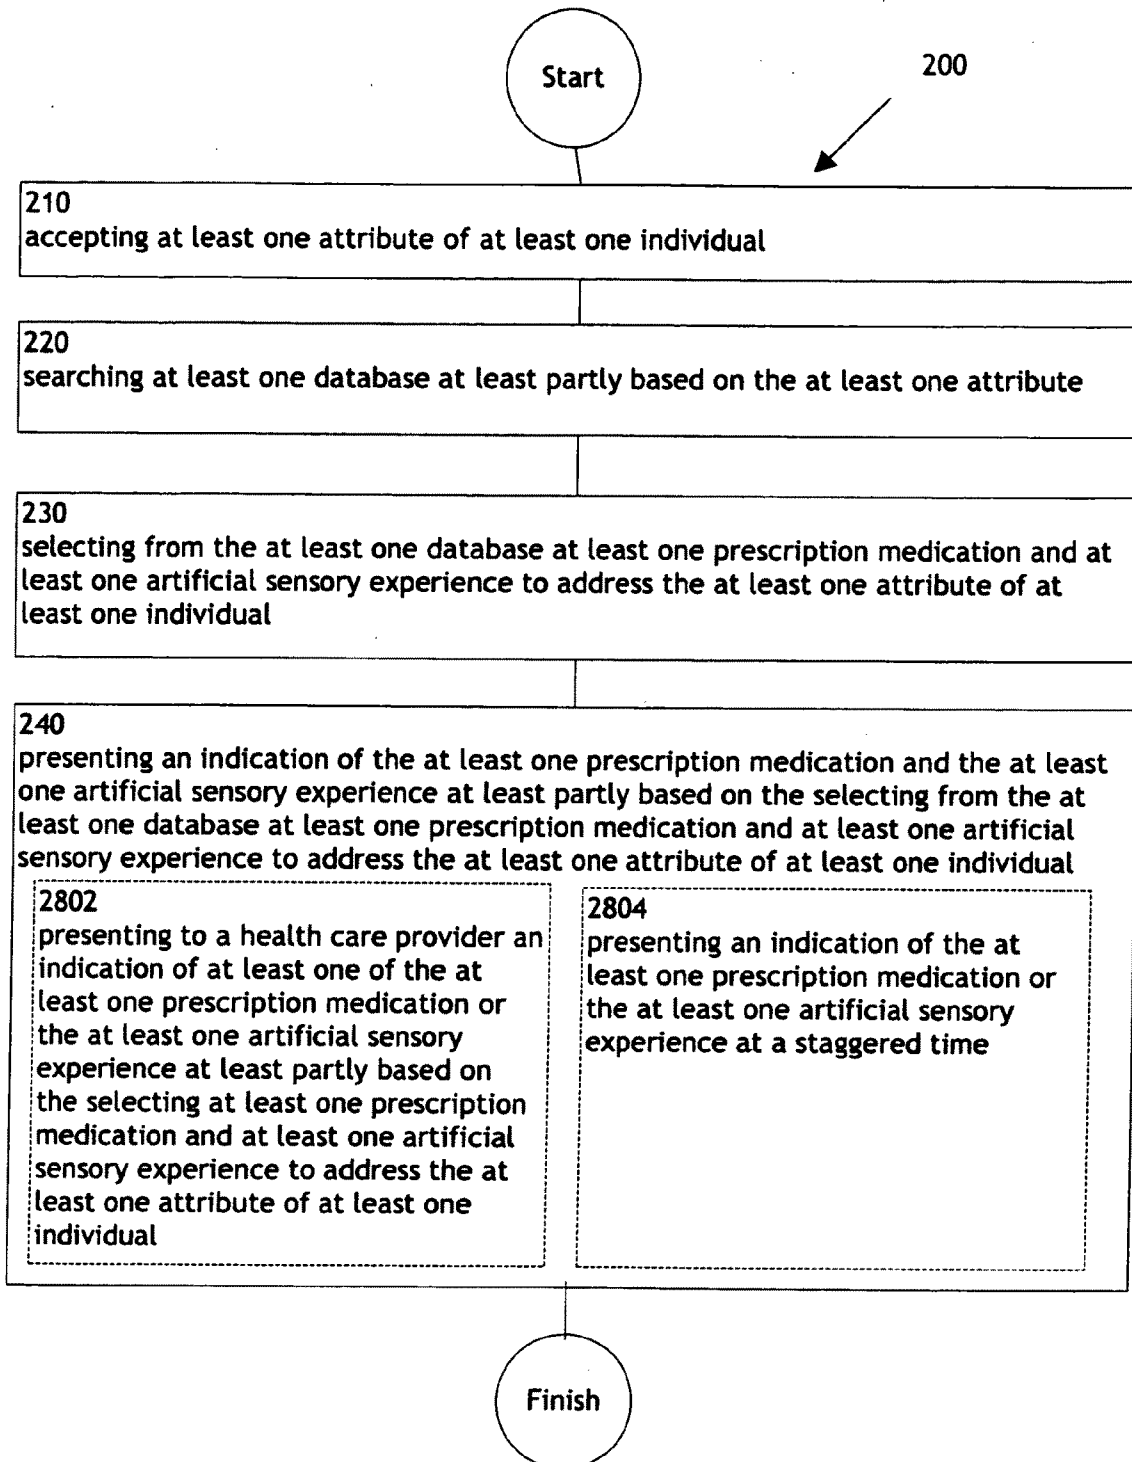 Start
200
210
accepting at least one attribute of at least one individual
220
searching at least one database at least partly based on the at least one attribute
230
selecting from the at least one database at least one prescription medication and at
least one artificial sensory experience to address the at least one attribute of at
least one individual
240
presenting an indication of the at least one prescription medication and the at least
one artificial sensory experience at least partly based on the selecting from the at
least one database at least one prescription medication and at least one artificial
sensory experience to address the at least one attribute of at least one individual
2802
presenting to a health care provider an
indication of at least one of the at
least one prescription medication or
the at least one artificial sensory
experience at least partly based on
the selecting at least one prescription
medication and at least one artificial
sensory experience to address the at
least one attribute of at least one
individual
2804
presenting an indication of the at
least one prescription medication or
the at least one artificial sensory
experience at a staggered time
Finish